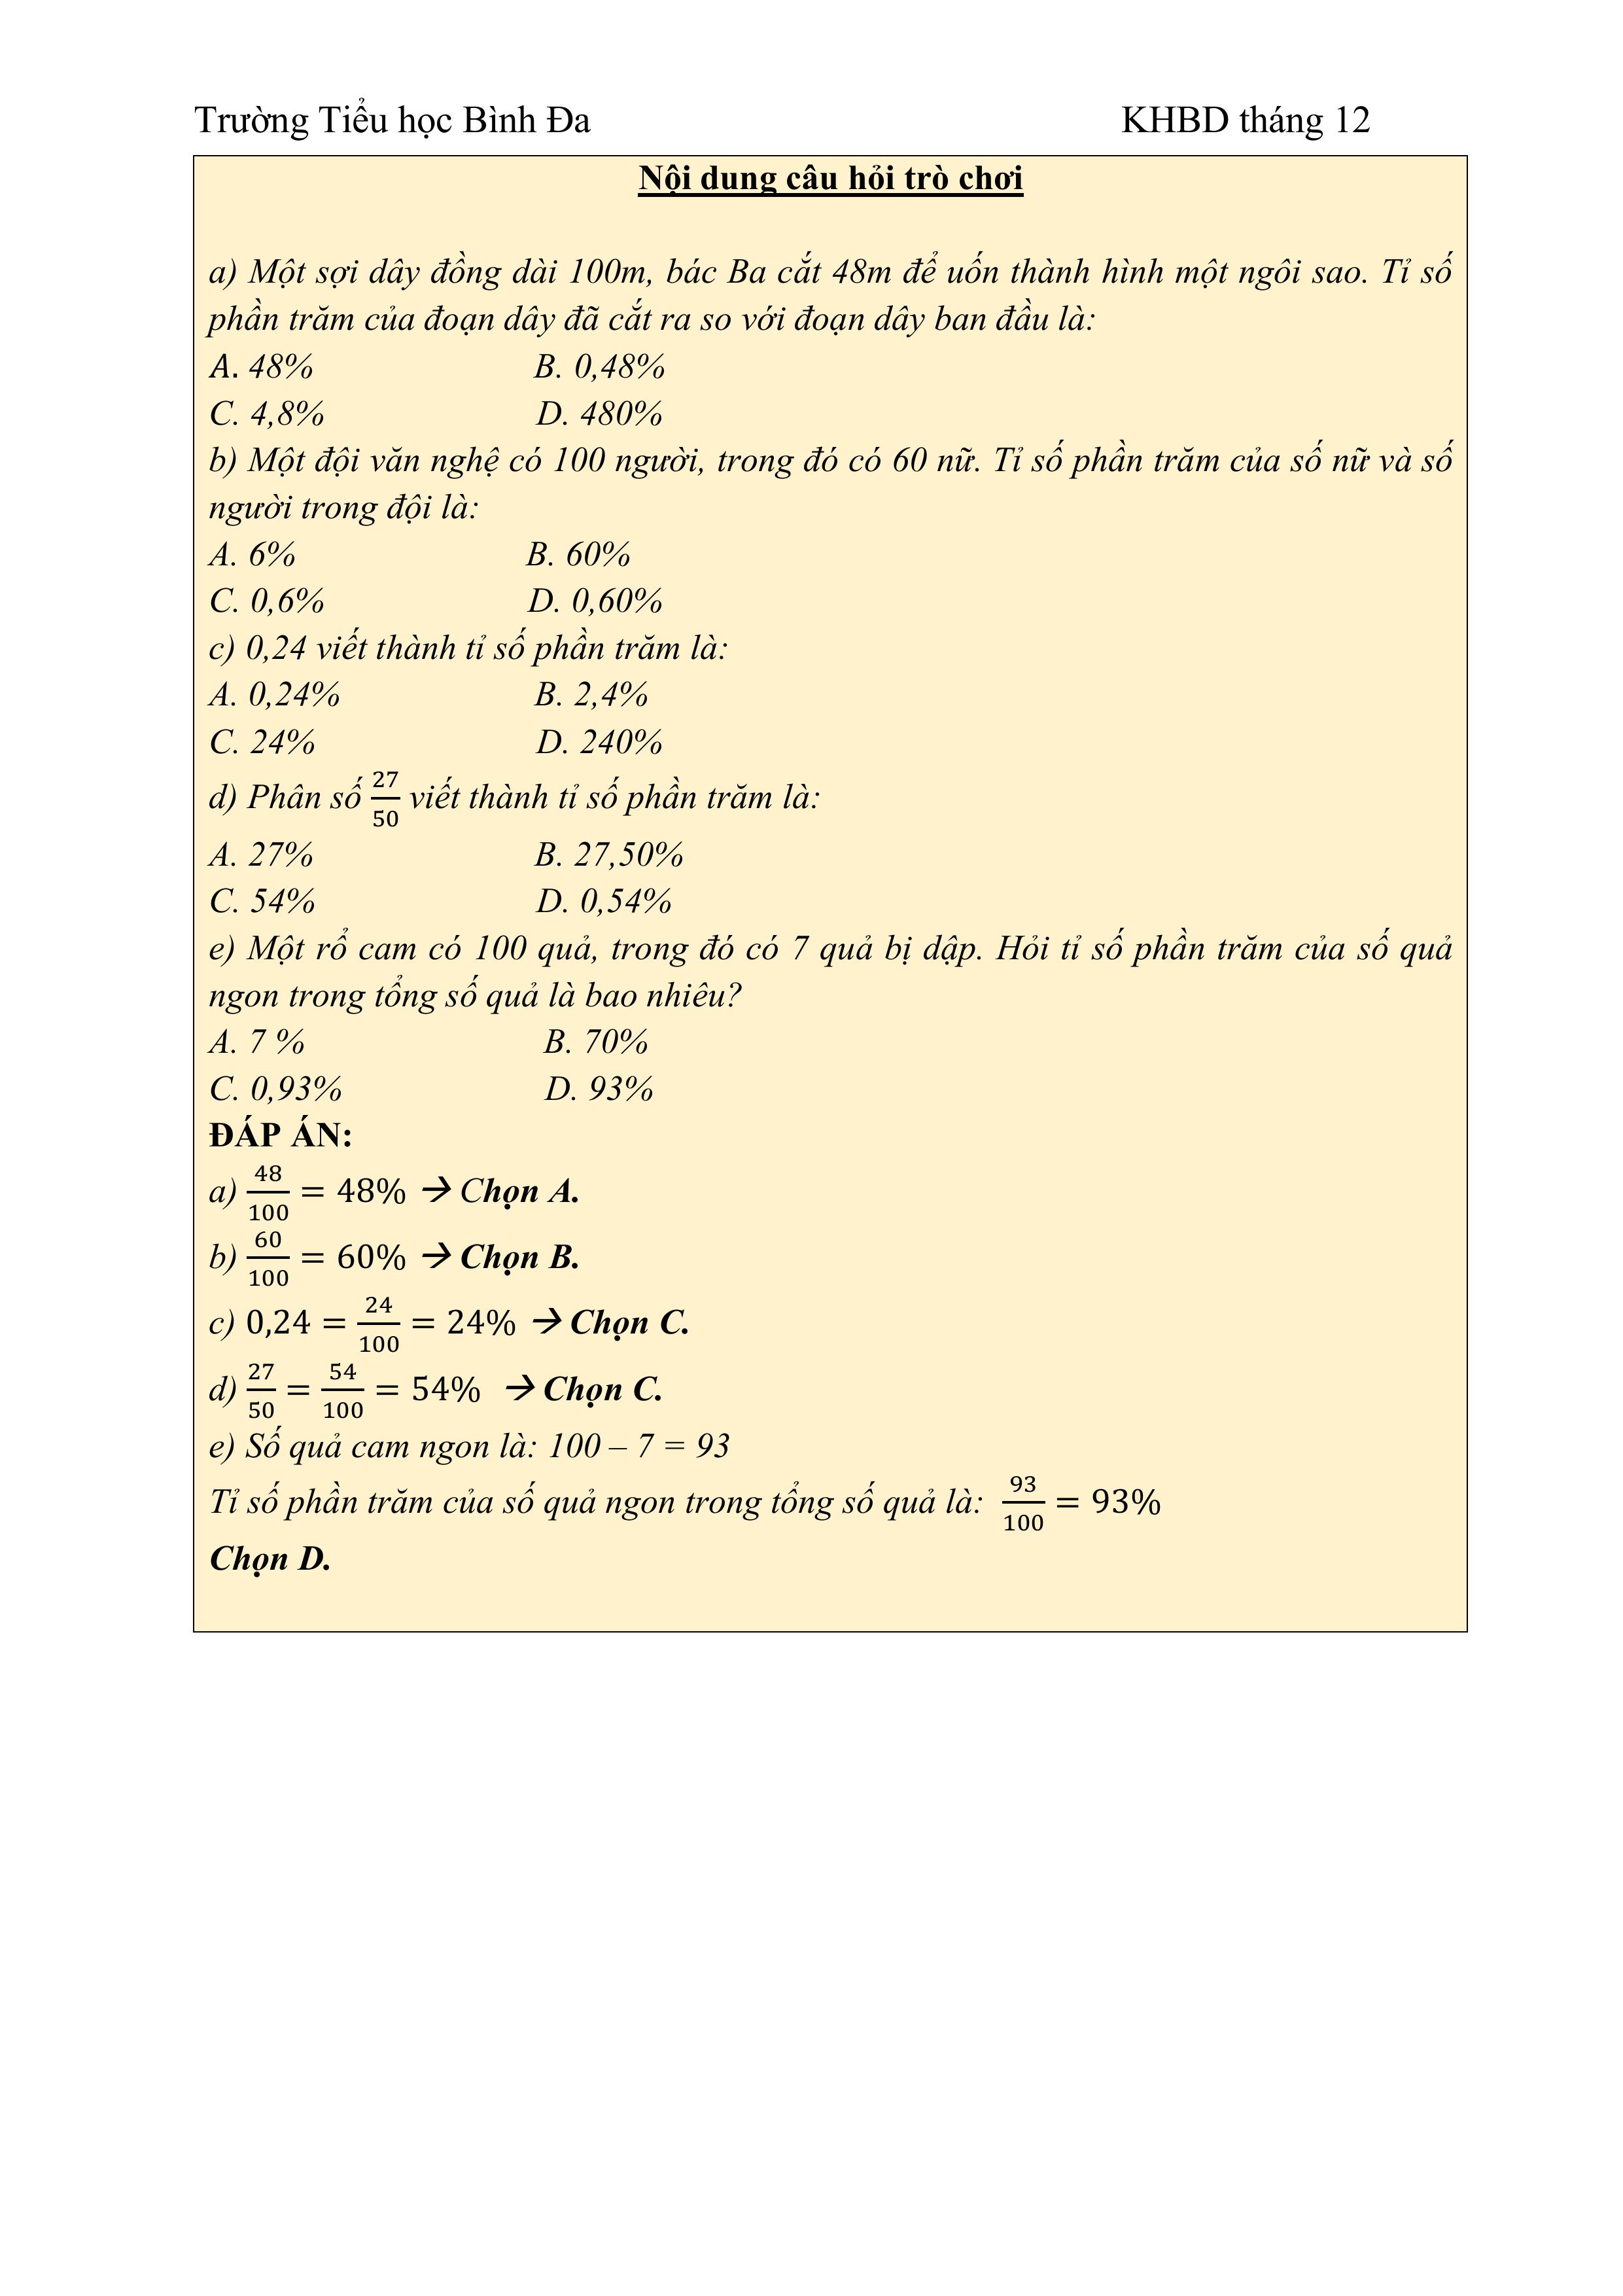 Trường Tiểu học Bình Đa KHBD tháng 12
Nội dung câu hỏi trò chơi
a) Một sợi dây đồng dài 100m, bác Ba cắt 48m để uốn thành hình một ngôi sao. Tỉ số
phần trăm của đoạn dây đã cắt ra so với đoạn dây ban đầu là:
A. 48% B. 0,48%
C. 4,8% D. 480%
b) Một đội văn nghệ có 100 người, trong đó có 60 nữ. Tỉ số phần trăm của số nữ và số
người trong đội là:
A. 6% B. 60%
C. 0,6% D. 0,60%
c) 0,24 viết thành tỉ số phần trăm là:
A. 0,24% B. 2,4%
C. 24% D. 240%
d) Phân số 27/50 viết thành tỉ số phần trăm là:
A. 27% B. 27,50%
C. 54% D. 0,54%
e) Một rổ cam có 100 quả, trong đó có 7 quả bị dập. Hỏi tỉ số phần trăm của số quả
ngon trong tổng số quả là bao nhiêu?
A. 7 % B. 70%
C. 0,93% D. 93%
ĐÁP ÁN:
a) 48/100 = 48% → Chọn A.
b) 60/100 = 60% → Chọn B.
c) 0,24 = 24/100 = 24% → Chọn C.
d) 27/50 = 54/100 = 54% → Chọn C.
e) Số quả cam ngon là: 100 – 7 = 93
Tỉ số phần trăm của số quả ngon trong tổng số quả là: 93/100 = 93%
Chọn D.